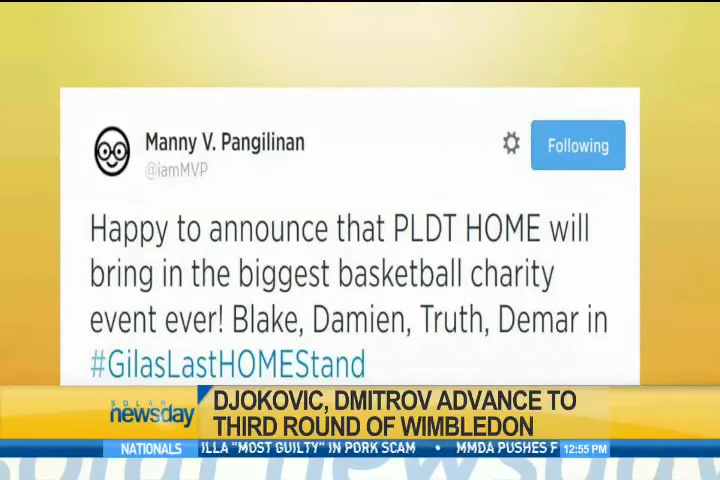 Manny V. Pangilinan
@iamMVP
Following
Happy to announce that PLDT HOME will
bring in the biggest basketball charity
event ever! Blake, Damien, Truth, Demar in
#GilasLastHOMEStand
SOLAR
newsday
DJOKOVIC, DMITROV ADVANCE TO
THIRD ROUND OF WIMBLEDON
NATIONALS ILLA "MOST GUILTY" IN PORK SCAM • MMDA PUSHES F 12:55 PM